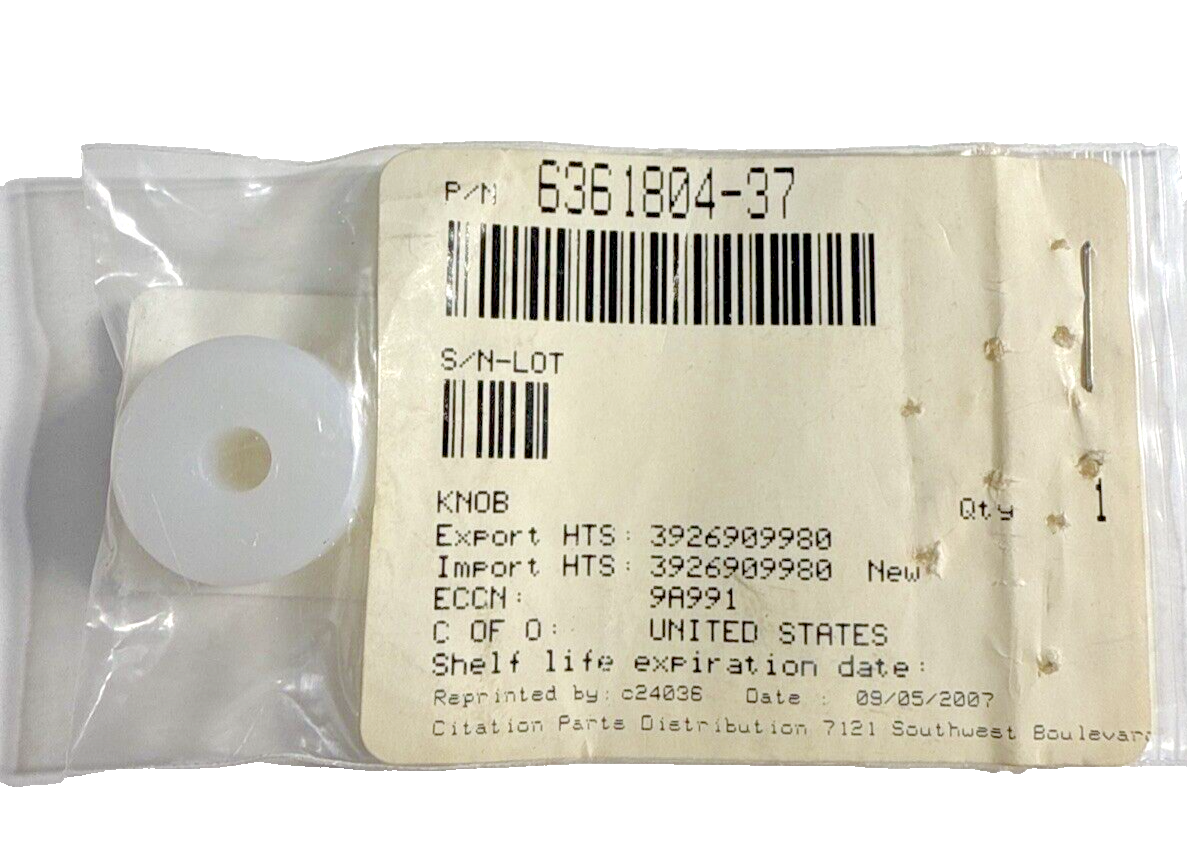 P/N 6361804-37
S/N-LOT
KNOB
Qty 1
Export HTS: 3926909980
Import HTS: 3926909980 New
ECCN: 9A991
C OF O: UNITED STATES
Shelf life expiration date:
Reprinted by: c24036 Date : 09/05/2007
Citation Parts Distribution 7121 Southwest Boulevard